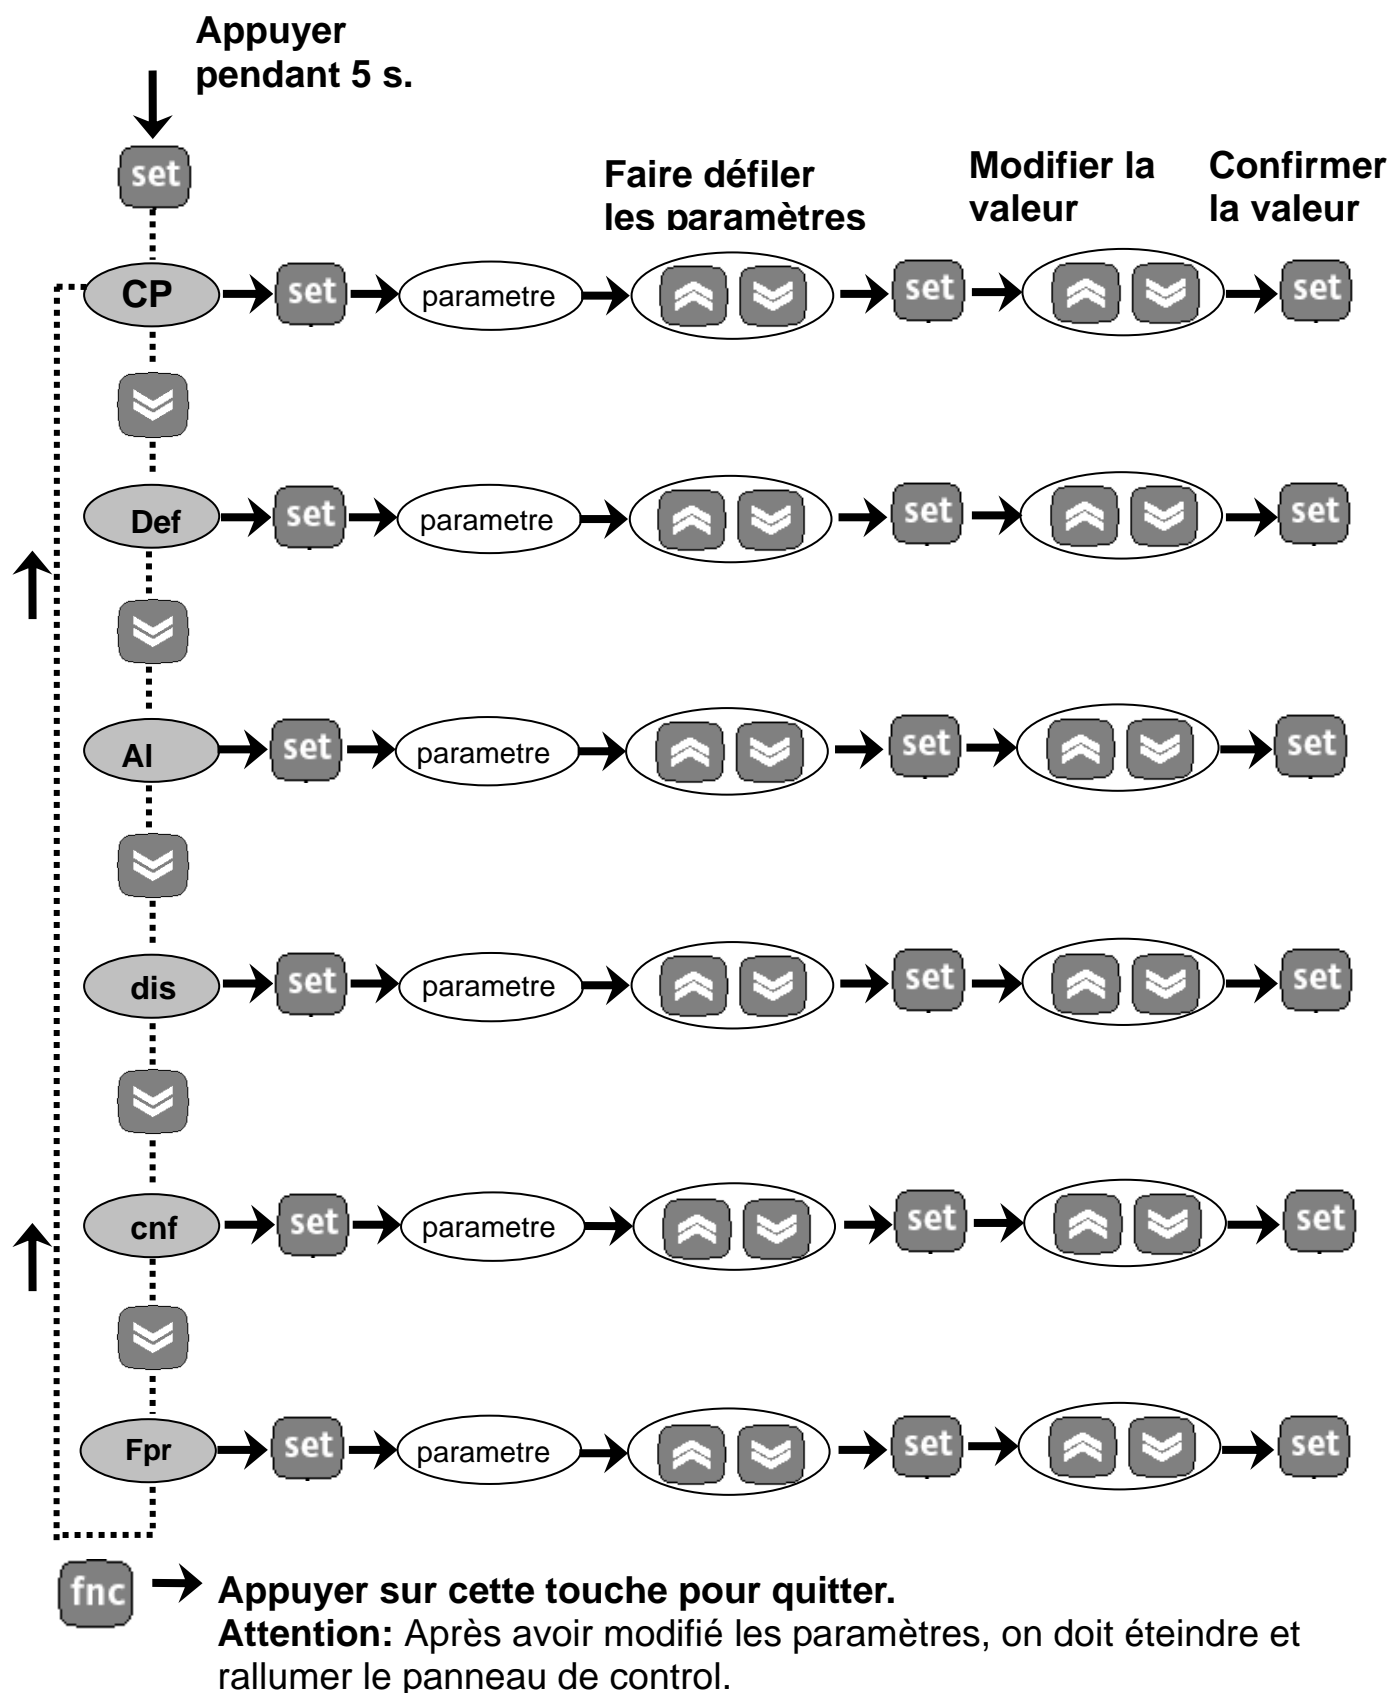 Appuyer
pendant 5 s.
set
Faire défiler
les paramètres
Modifier la
valeur
Confirmer
la valeur
CP set parametre set set
Def set parametre set set
Al set parametre set set
dis set parametre set set
cnf set parametre set set
Fpr set parametre set set
fnc Appuyer sur cette touche pour quitter.
Attention: Après avoir modifié les paramètres, on doit éteindre et
rallumer le panneau de control.